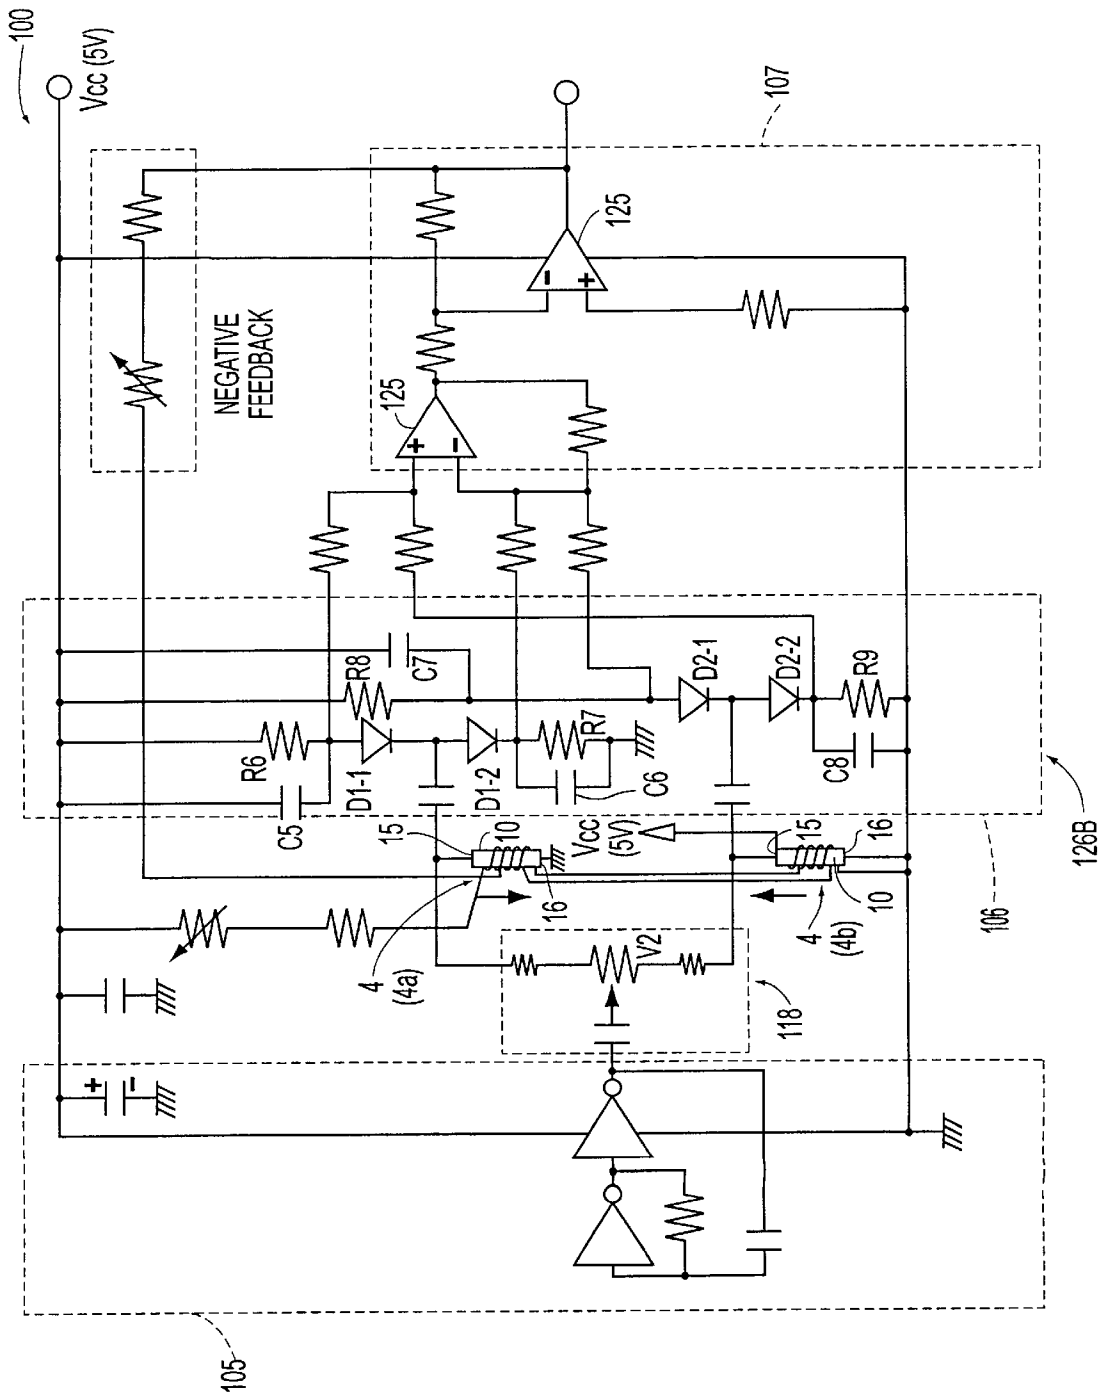 100
Vcc (5V)
107
125
NEGATIVE
FEEDBACK
125
+
−
−
+
R8
C7
R6
D1-1
D1-2
R7
C6
C5
D2-1
D2-2
R9
C8
126B
15
10
16
Vcc
(5V)
15
16
10
106
4
(4a)
4
(4b)
V2
118
+
−
105